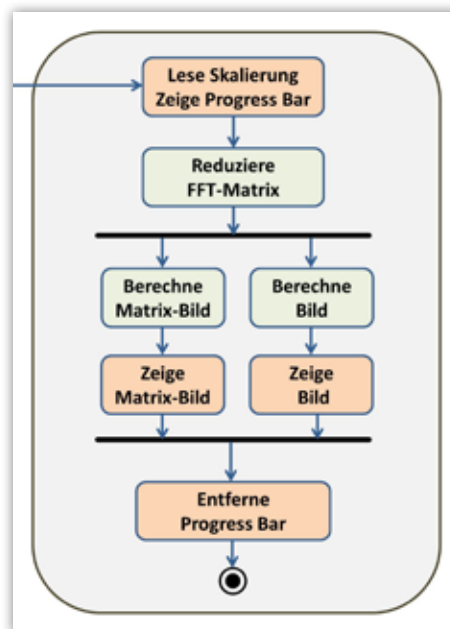 Lese Skalierung
Zeige Progress Bar
Reduziere
FFT-Matrix
Berechne
Matrix-Bild
Berechne
Bild
Zeige
Matrix-Bild
Zeige
Bild
Entferne
Progress Bar